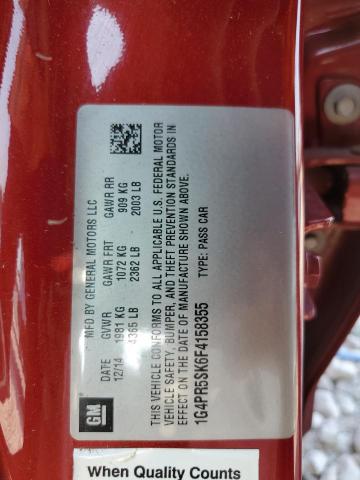 MFD BY GENERAL MOTORS LLC
DATE GVWR GAWR FRT GAWR RR
12/14 1981 KG 1072 KG 909 KG
4365 LB 2362 LB 2003 LB
THIS VEHICLE CONFORMS TO ALL APPLICABLE U.S. FEDERAL MOTOR
VEHICLE SAFETY, BUMPER, AND THEFT PREVENTION STANDARDS IN
EFFECT ON THE DATE OF MANUFACTURE SHOWN ABOVE.
1G4PR5SK6F4158355 TYPE: PASS CAR
GM
When Quality Counts